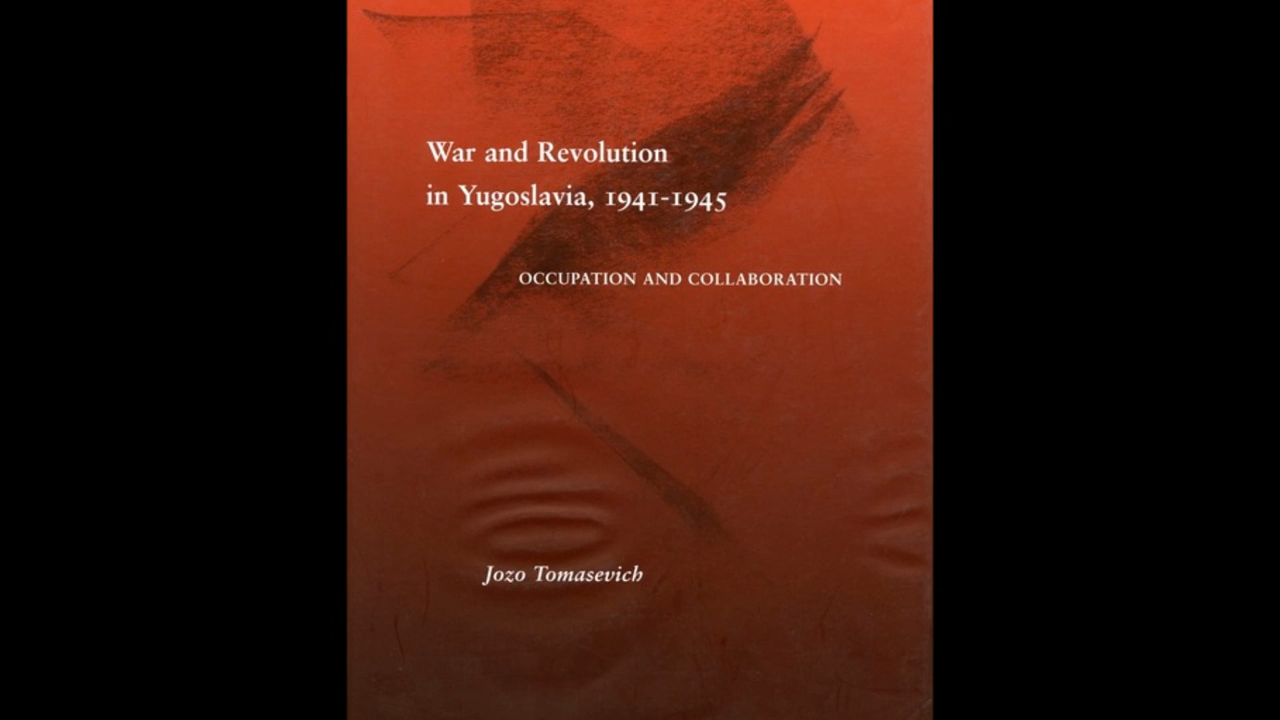 War and Revolution
in Yugoslavia, 1941-1945
OCCUPATION AND COLLABORATION
Jozo Tomasevich